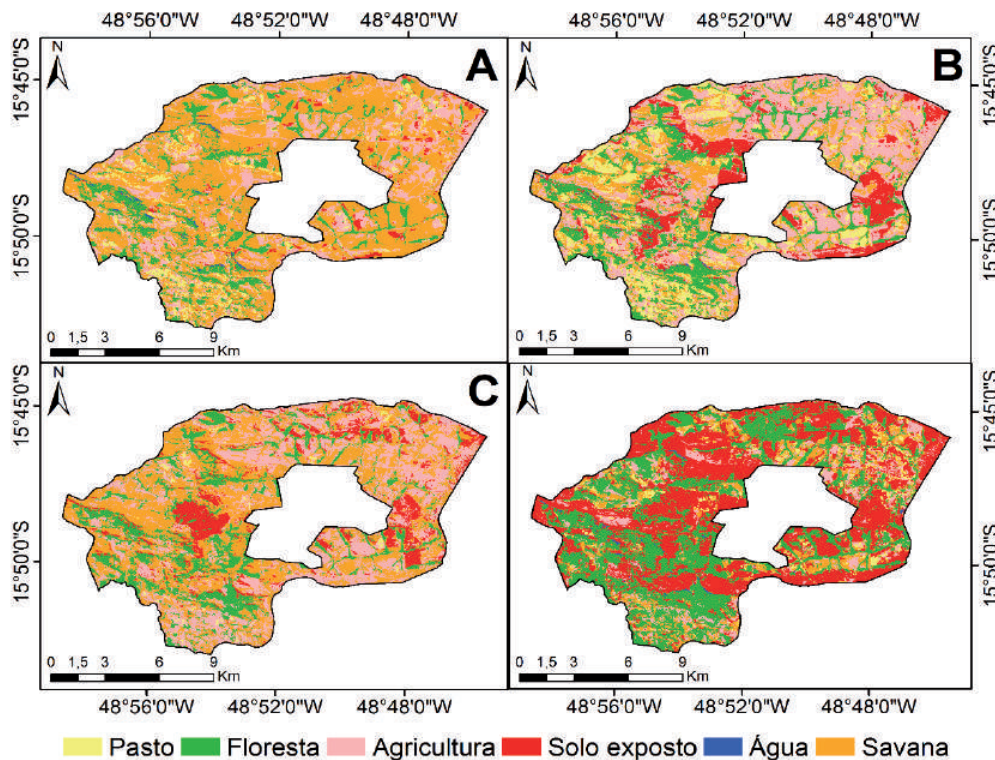 48°56'0"W 48°52'0"W 48°48'0"W 48°56'0"W 48°52'0"W 48°48'0"W
N A N B
15°45'0"S 15°45'0"S
15°50'0"S 15°50'0"S
0 1,5 3 6 9 Km 0 1,5 3 6 9 Km
N C N
15°45'0"S 15°45'0"S
15°50'0"S 15°50'0"S
0 1,5 3 6 9 Km 0 1,5 3 6 9 Km
48°56'0"W 48°52'0"W 48°48'0"W 48°56'0"W 48°52'0"W 48°48'0"W
Pasto Floresta Agricultura Solo exposto Água Savana